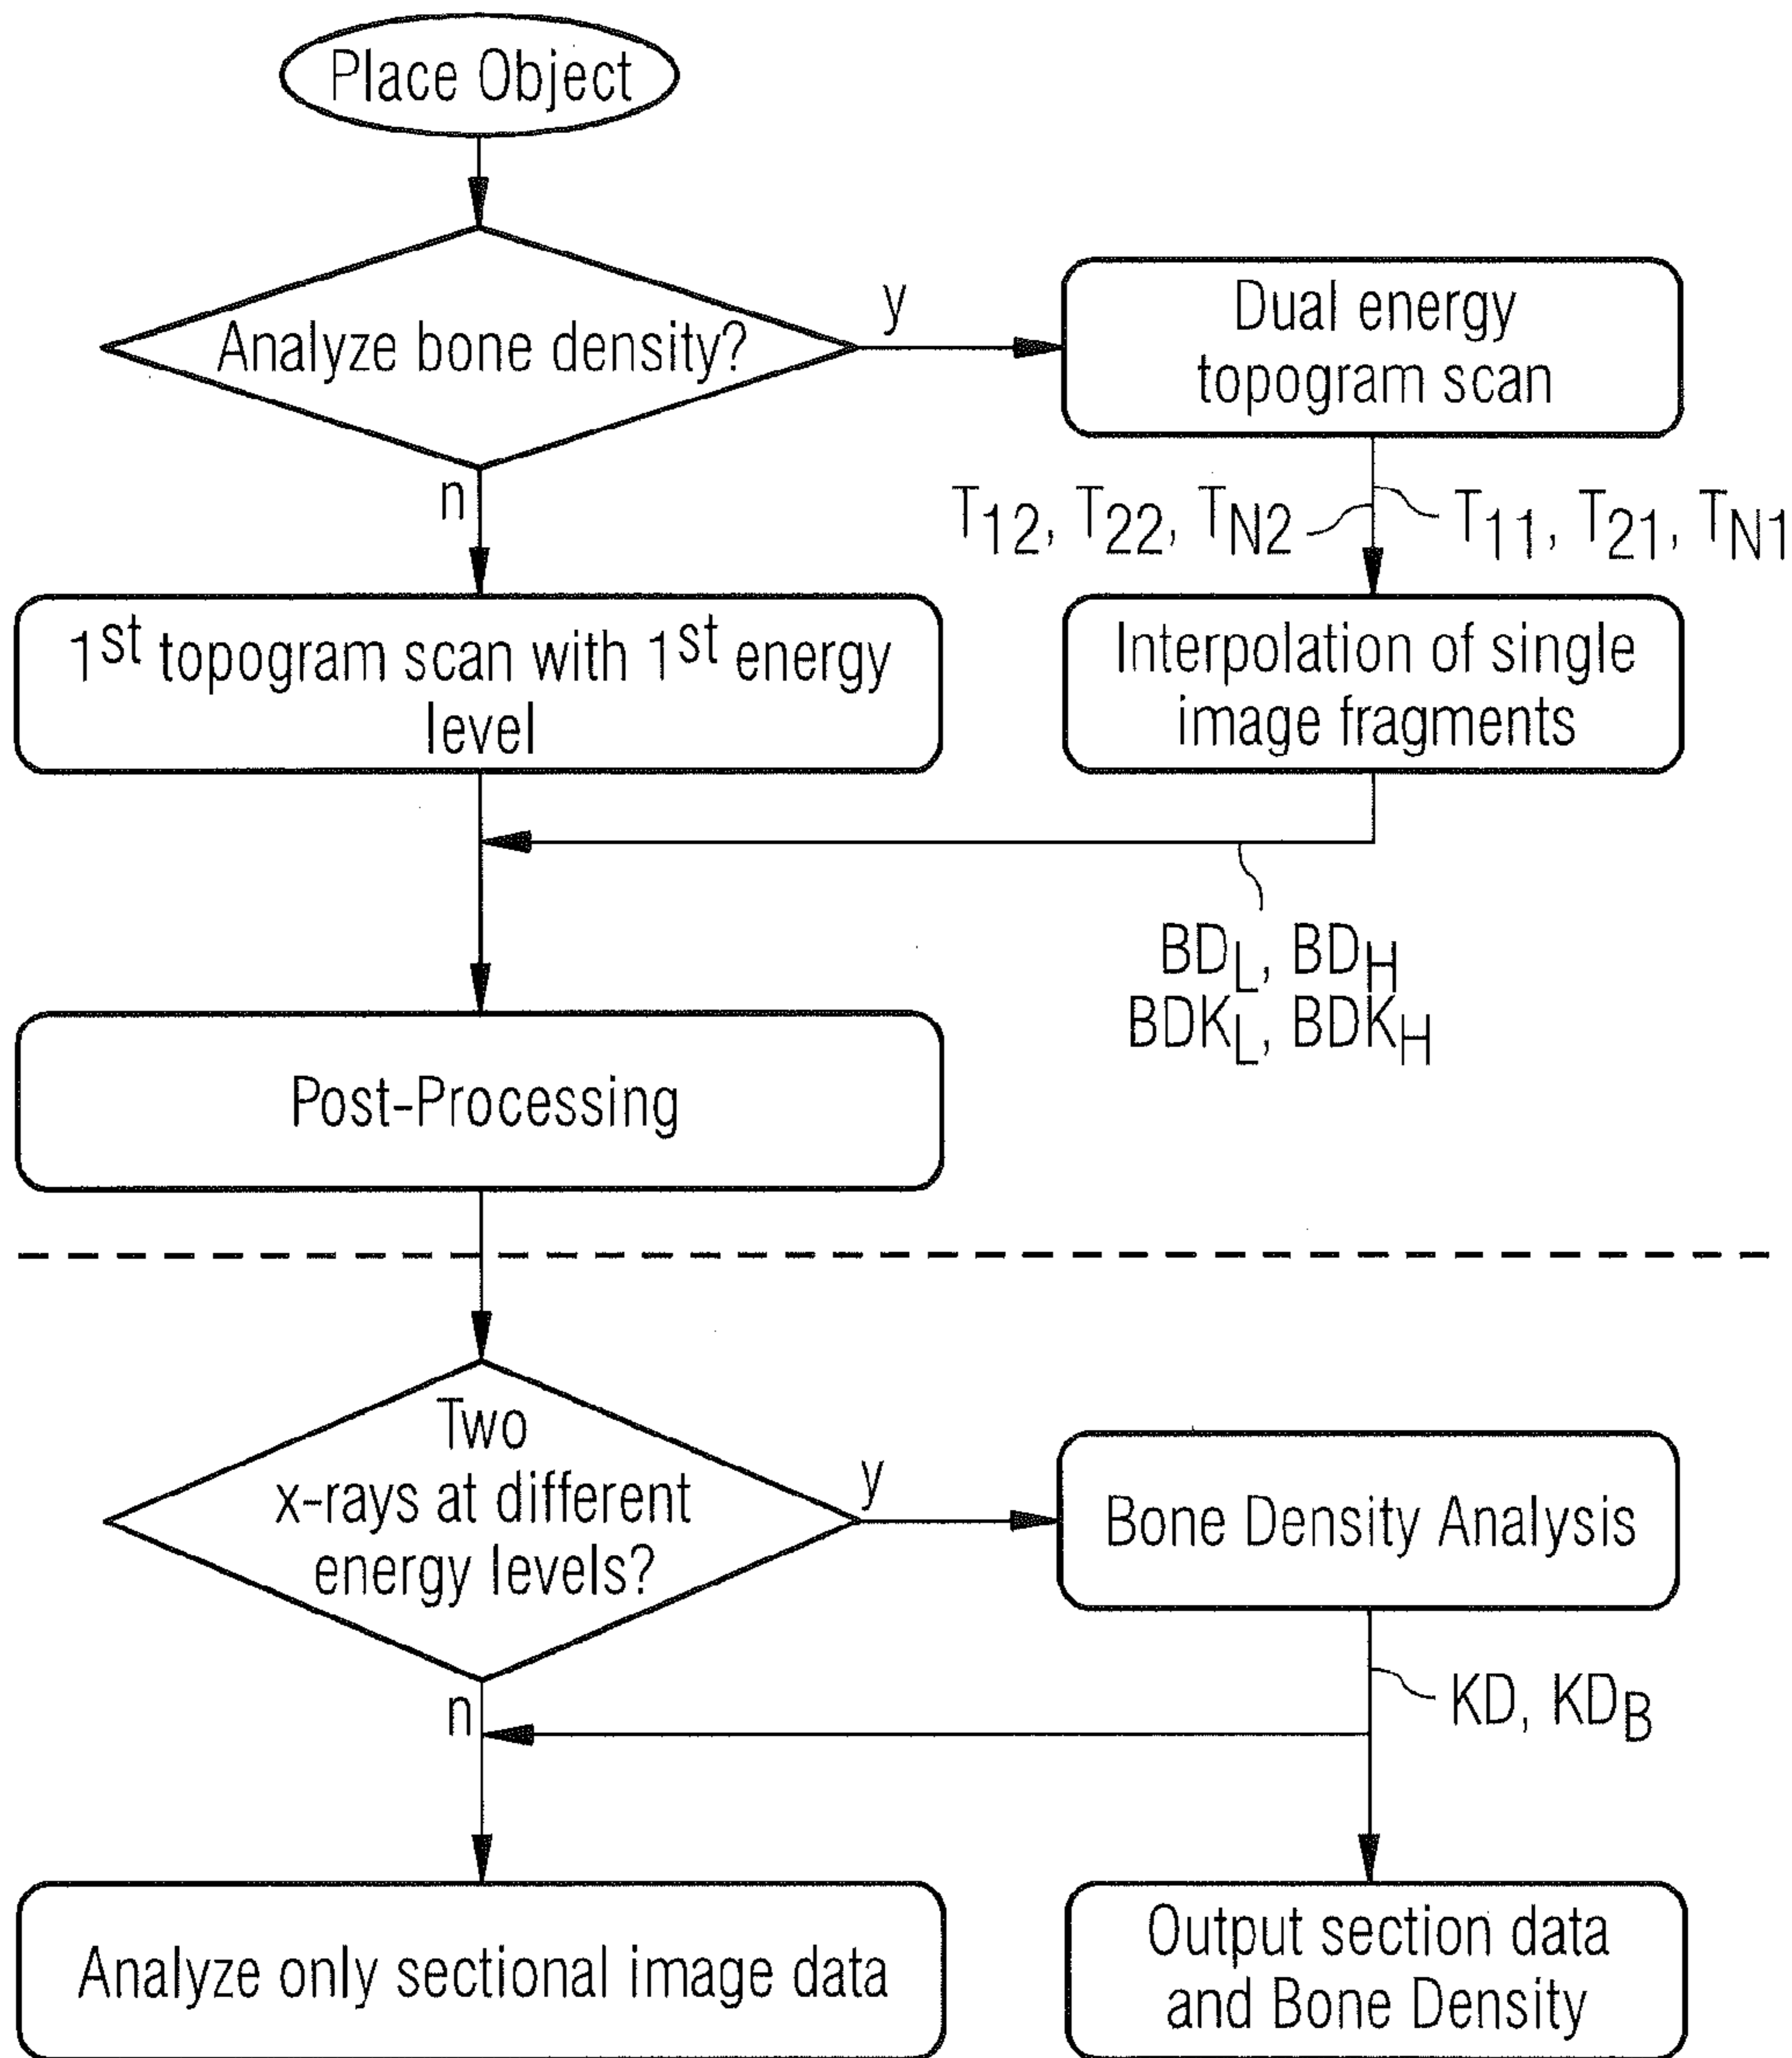 Place Object
Analyze bone density?
y
Dual energy
topogram scan
n
T12, T22, TN2
T11, T21, TN1
1st topogram scan with 1st energy
level
Interpolation of single
image fragments
BDL, BDH
BDKL, BDKH
Post-Processing
Two
x-rays at different
energy levels?
y
Bone Density Analysis
n
KD, KDB
Analyze only sectional image data
Output section data
and Bone Density